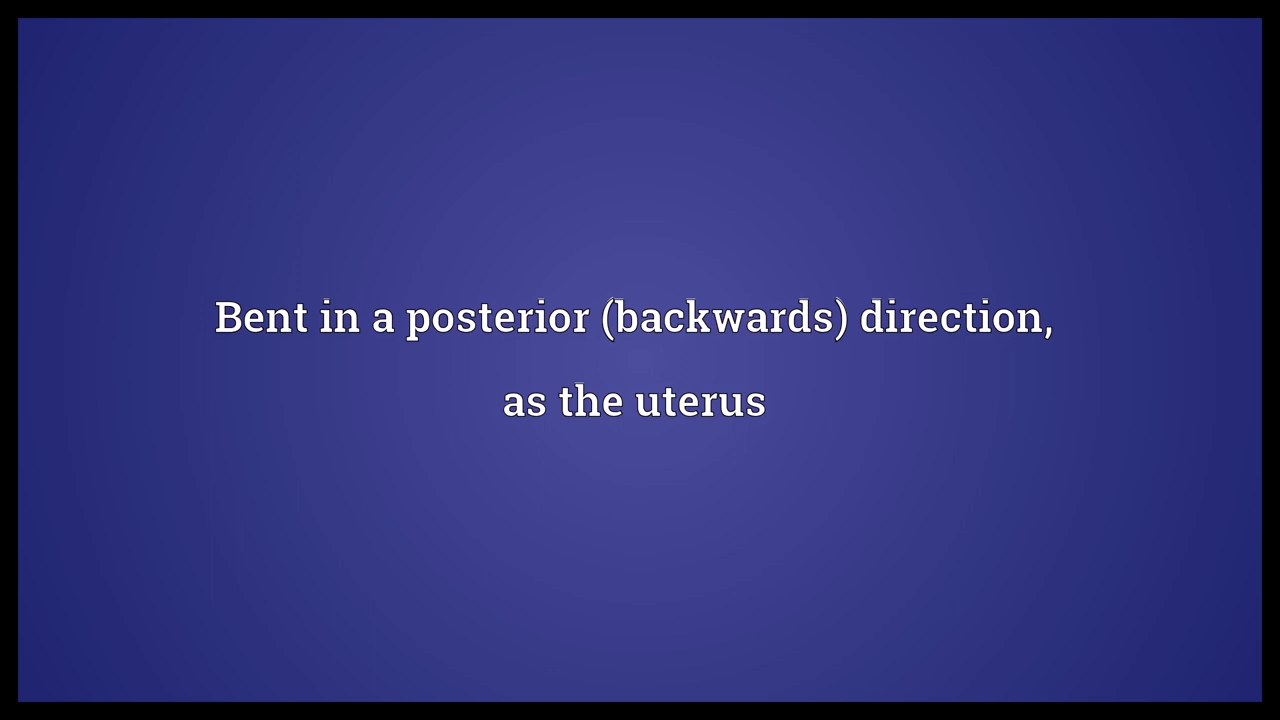 Bent in a posterior (backwards) direction,
as the uterus